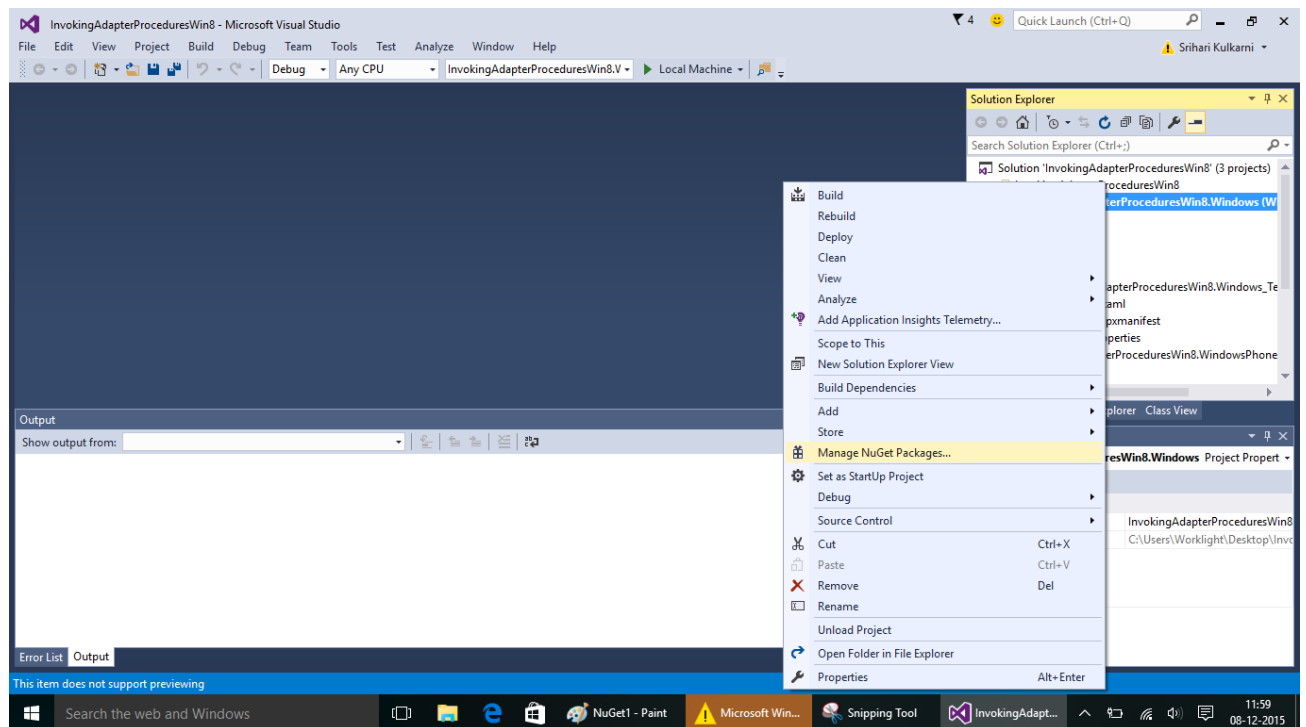 InvokingAdapterProceduresWin8 - Microsoft Visual Studio
4
Quick Launch (Ctrl+Q)
File Edit View Project Build Debug Team Tools Test Analyze Window Help
Srihari Kulkarni
Debug Any CPU InvokingAdapterProceduresWin8.V Local Machine
Solution Explorer
Search Solution Explorer (Ctrl+;)
Solution 'InvokingAdapterProceduresWin8' (3 projects)
roceduresWin8
terProceduresWin8.Windows (W
apterProceduresWin8.Windows_Te
aml
pxmanifest
operties
erProceduresWin8.WindowsPhone
plorer Class View
Build
Rebuild
Deploy
Clean
View
Analyze
Add Application Insights Telemetry...
Scope to This
New Solution Explorer View
Build Dependencies
Add
Store
Manage NuGet Packages...
Set as StartUp Project
Debug
Source Control
Cut Ctrl+X
Paste Ctrl+V
Remove Del
Rename
Unload Project
Open Folder in File Explorer
Properties Alt+Enter
resWin8.Windows Project Propert
InvokingAdapterProceduresWin8
C:\Users\Worklight\Desktop\Invo
Output
Show output from:
Error List Output
This item does not support previewing
Search the web and Windows
NuGet1 - Paint
Microsoft Win...
Snipping Tool
InvokingAdapt...
11:59
08-12-2015